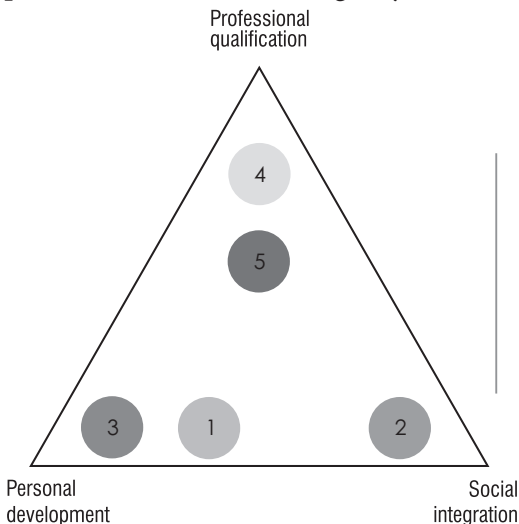 Professional
qualification
4
5
3 1 2
Personal
development
Social
integration